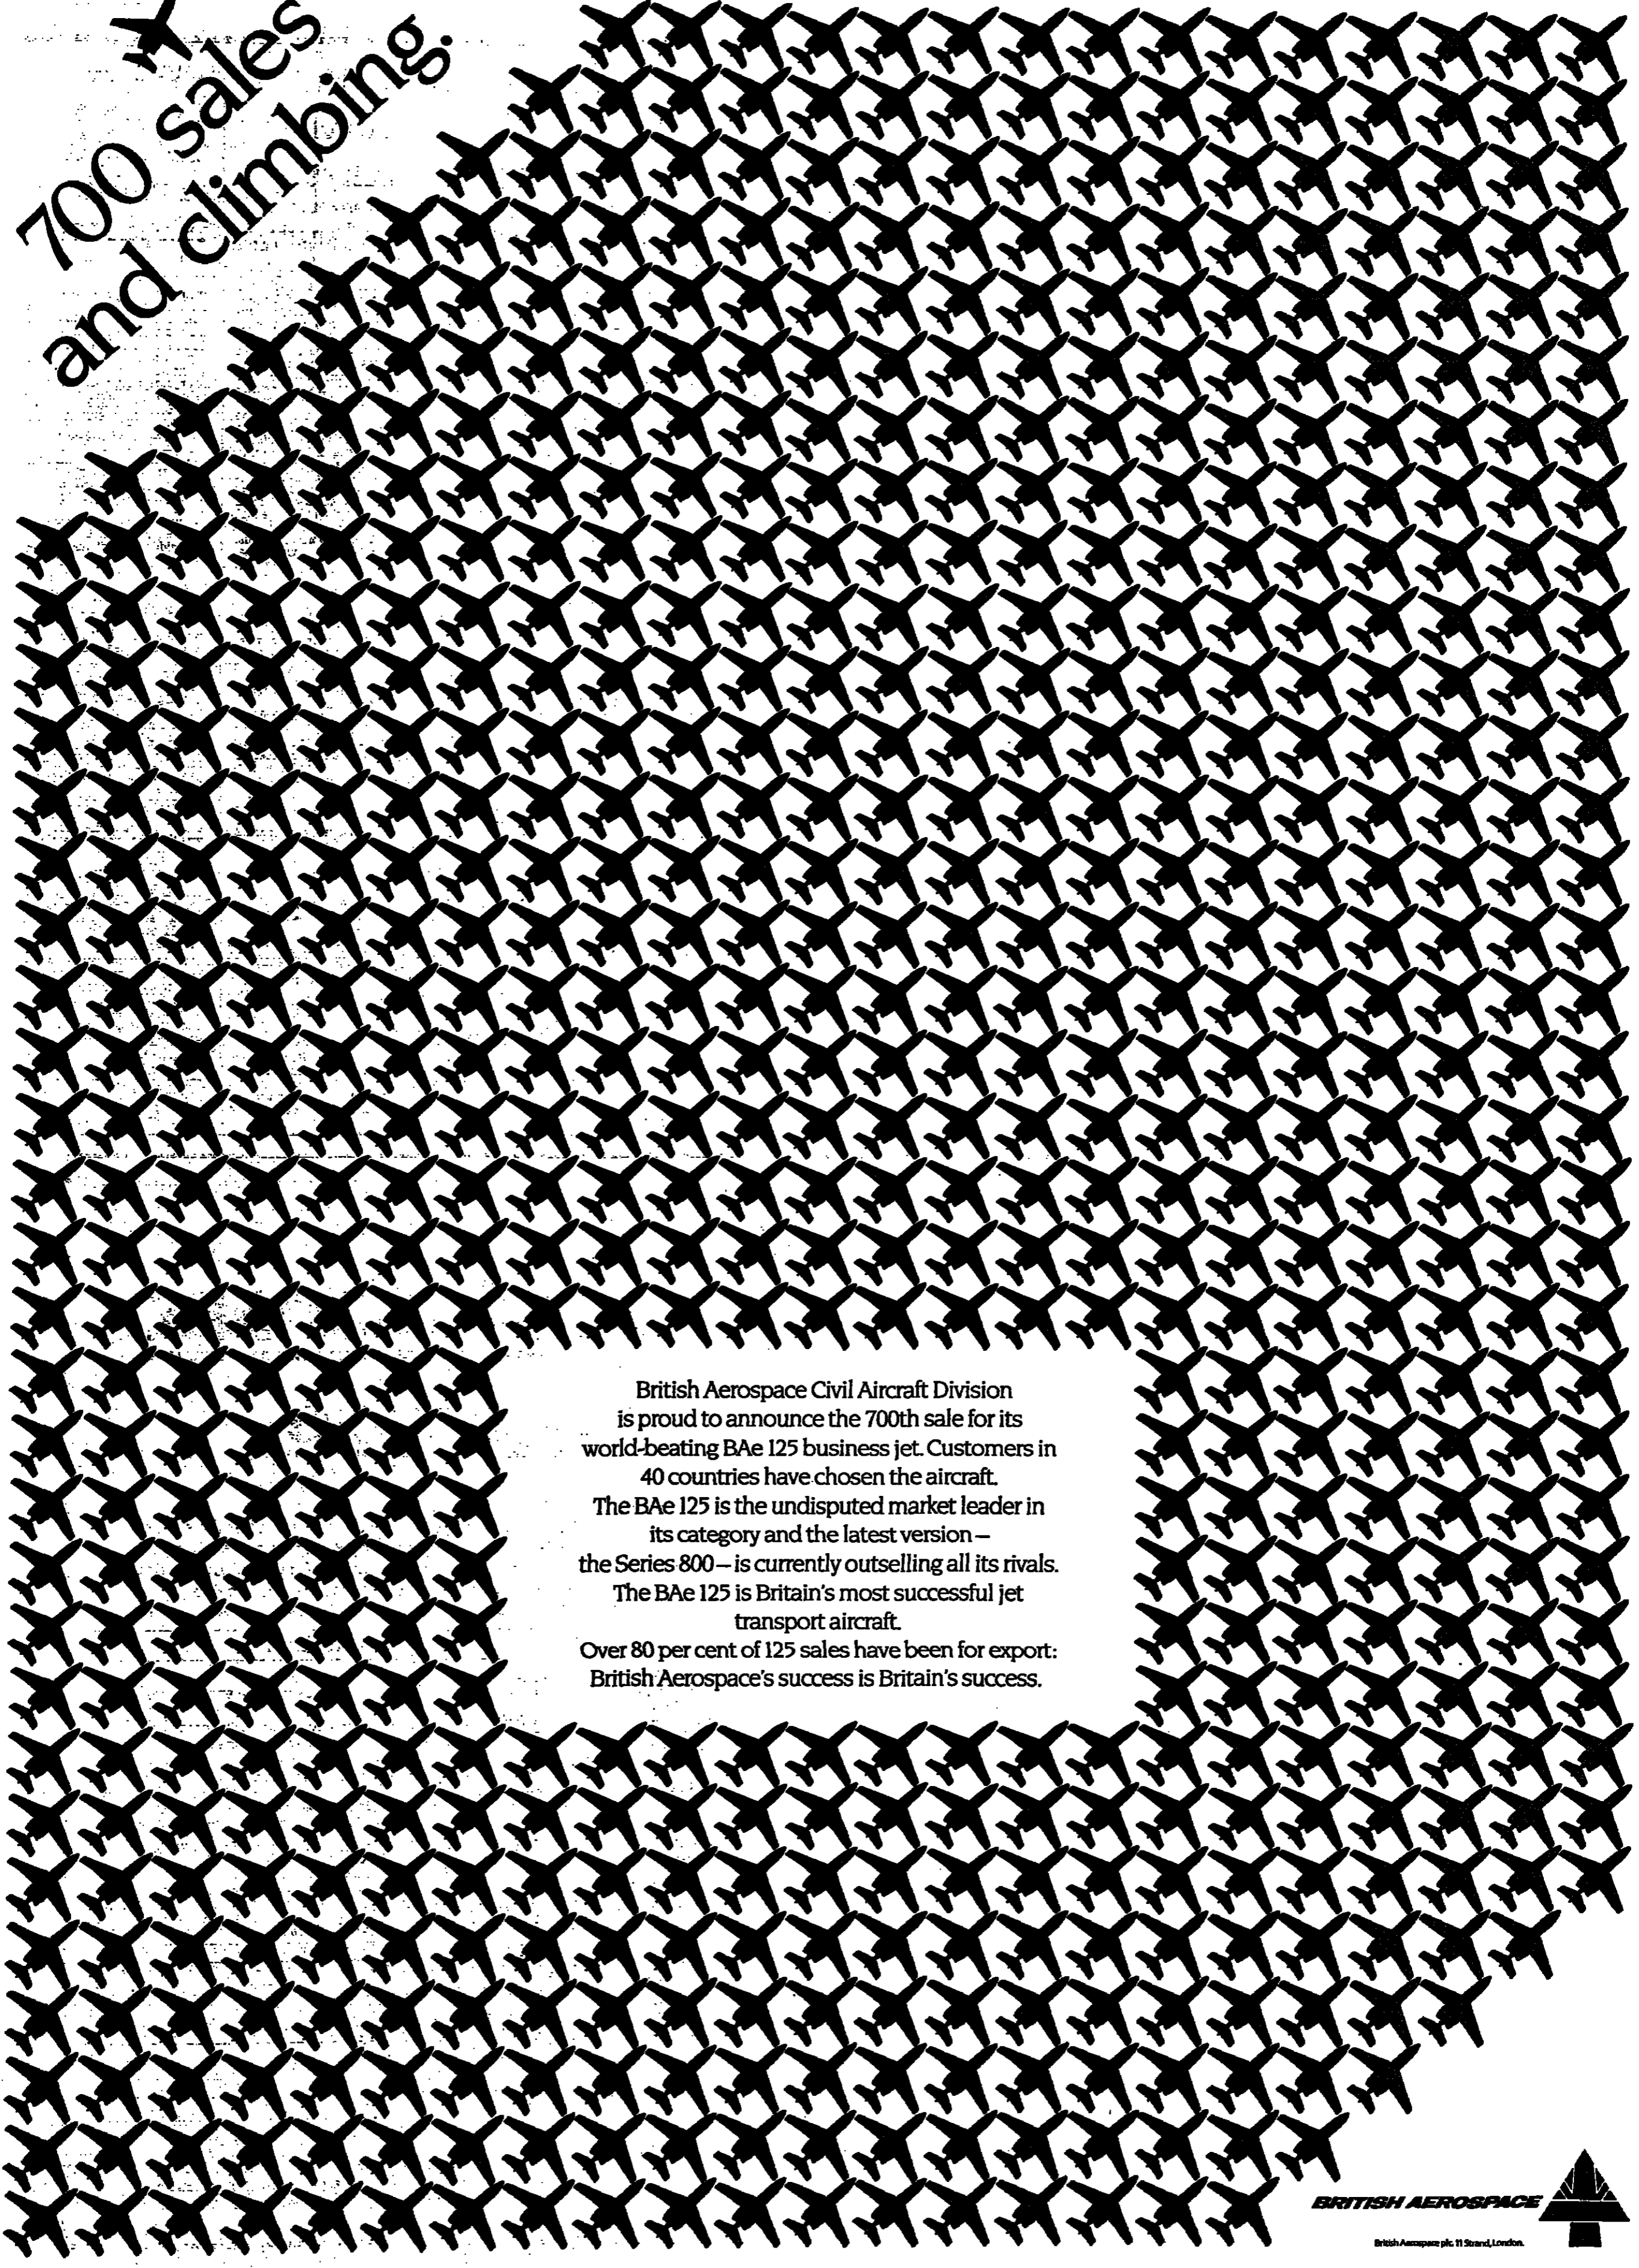 700 sales
and climbing.
British Aerospace Civil Aircraft Division
is proud to announce the 700th sale for its
world-beating BAe 125 business jet. Customers in
40 countries have chosen the aircraft.
The BAe 125 is the undisputed market leader in
its category and the latest version –
the Series 800 – is currently outselling all its rivals.
The BAe 125 is Britain's most successful jet
transport aircraft.
Over 80 per cent of 125 sales have been for export:
British Aerospace's success is Britain's success.
BRITISH AEROSPACE
British Aerospace plc. 11 Strand, London.